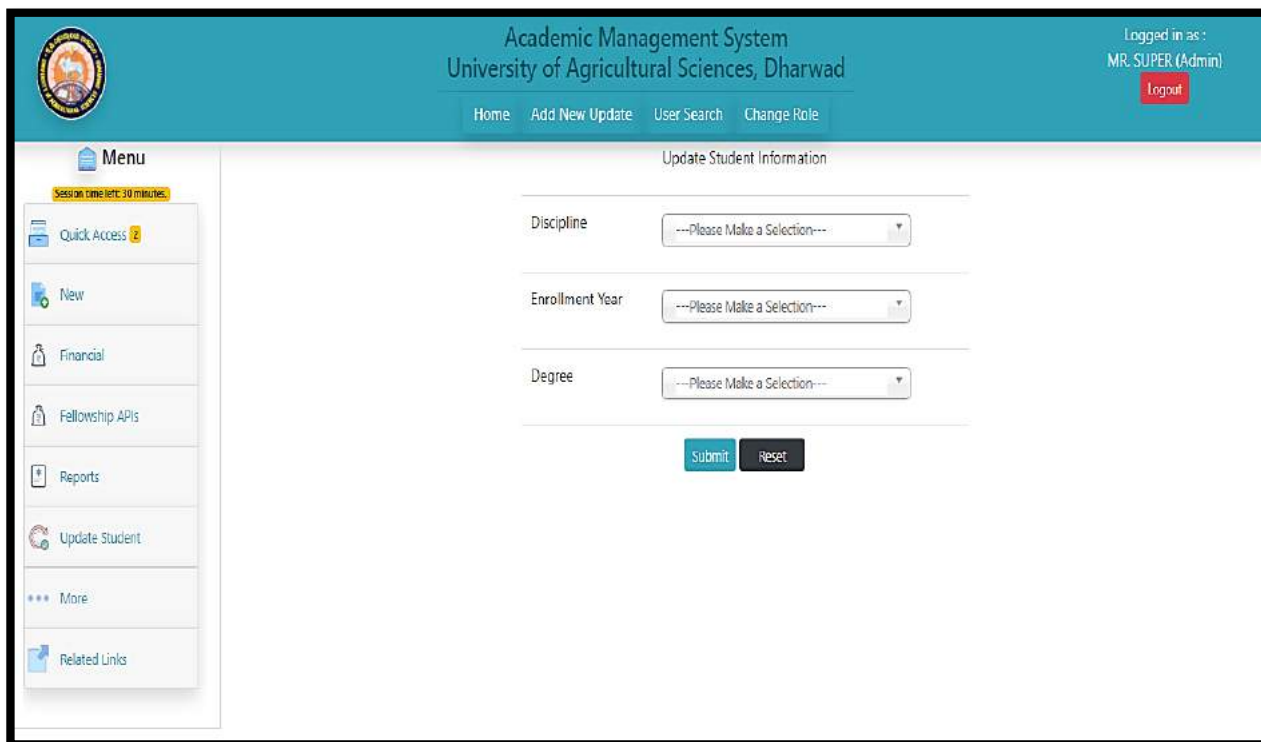 Academic Management System
University of Agricultural Sciences, Dharwad
Home Add New Update User Search Change Role
Logged in as :
MR. SUPER (Admin)
Logout
Menu
Session time left: 30 minutes.
Quick Access 2
New
Financial
Fellowship APIs
Reports
Update Student
More
Related Links
Update Student Information
Discipline ---Please Make a Selection---
Enrollment Year ---Please Make a Selection---
Degree ---Please Make a Selection---
Submit Reset